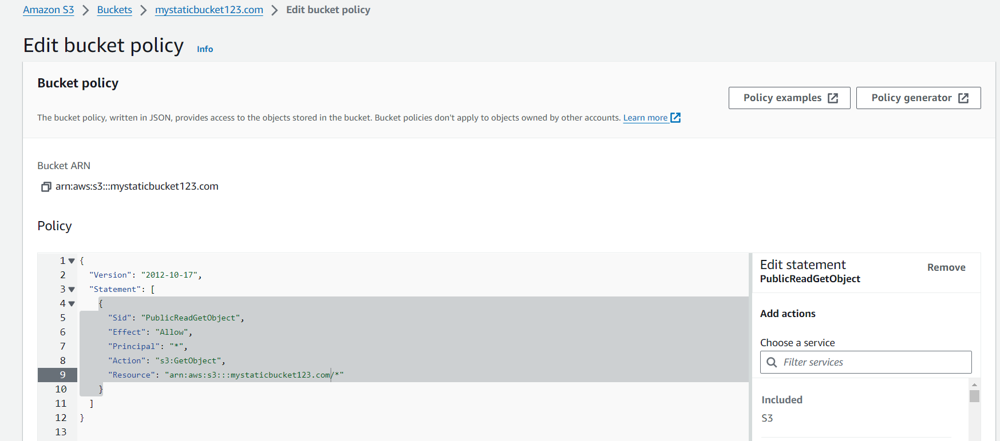 Amazon S3 > Buckets > mystaticbucket123.com > Edit bucket policy
Edit bucket policy Info
Bucket policy
Policy examples
Policy generator
The bucket policy, written in JSON, provides access to the objects stored in the bucket. Bucket policies don't apply to objects owned by other accounts. Learn more
Bucket ARN
arn:aws:s3:::mystaticbucket123.com
Policy
1 {
2 "Version": "2012-10-17",
3 "Statement": [
4 {
5 "Sid": "PublicReadGetObject",
6 "Effect": "Allow",
7 "Principal": "*",
8 "Action": "s3:GetObject",
9 "Resource": "arn:aws:s3:::mystaticbucket123.com/*"
10 }
11 ]
12 }
13
Edit statement
Remove
PublicReadGetObject
Add actions
Choose a service
Filter services
Included
S3